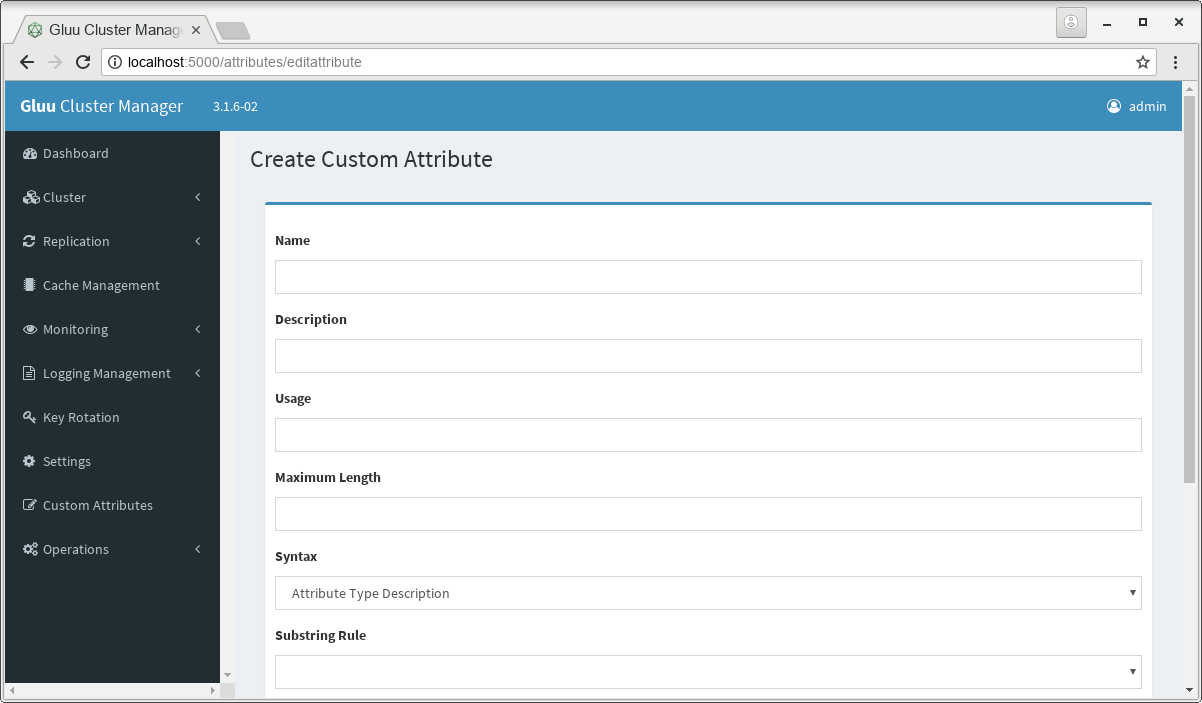 Gluu Cluster Manag
localhost:5000/attributes/editattribute
Gluu Cluster Manager 3.1.6-02 admin
Dashboard
Cluster
Replication
Cache Management
Monitoring
Logging Management
Key Rotation
Settings
Custom Attributes
Operations
Create Custom Attribute
Name
Description
Usage
Maximum Length
Syntax
Attribute Type Description
Substring Rule